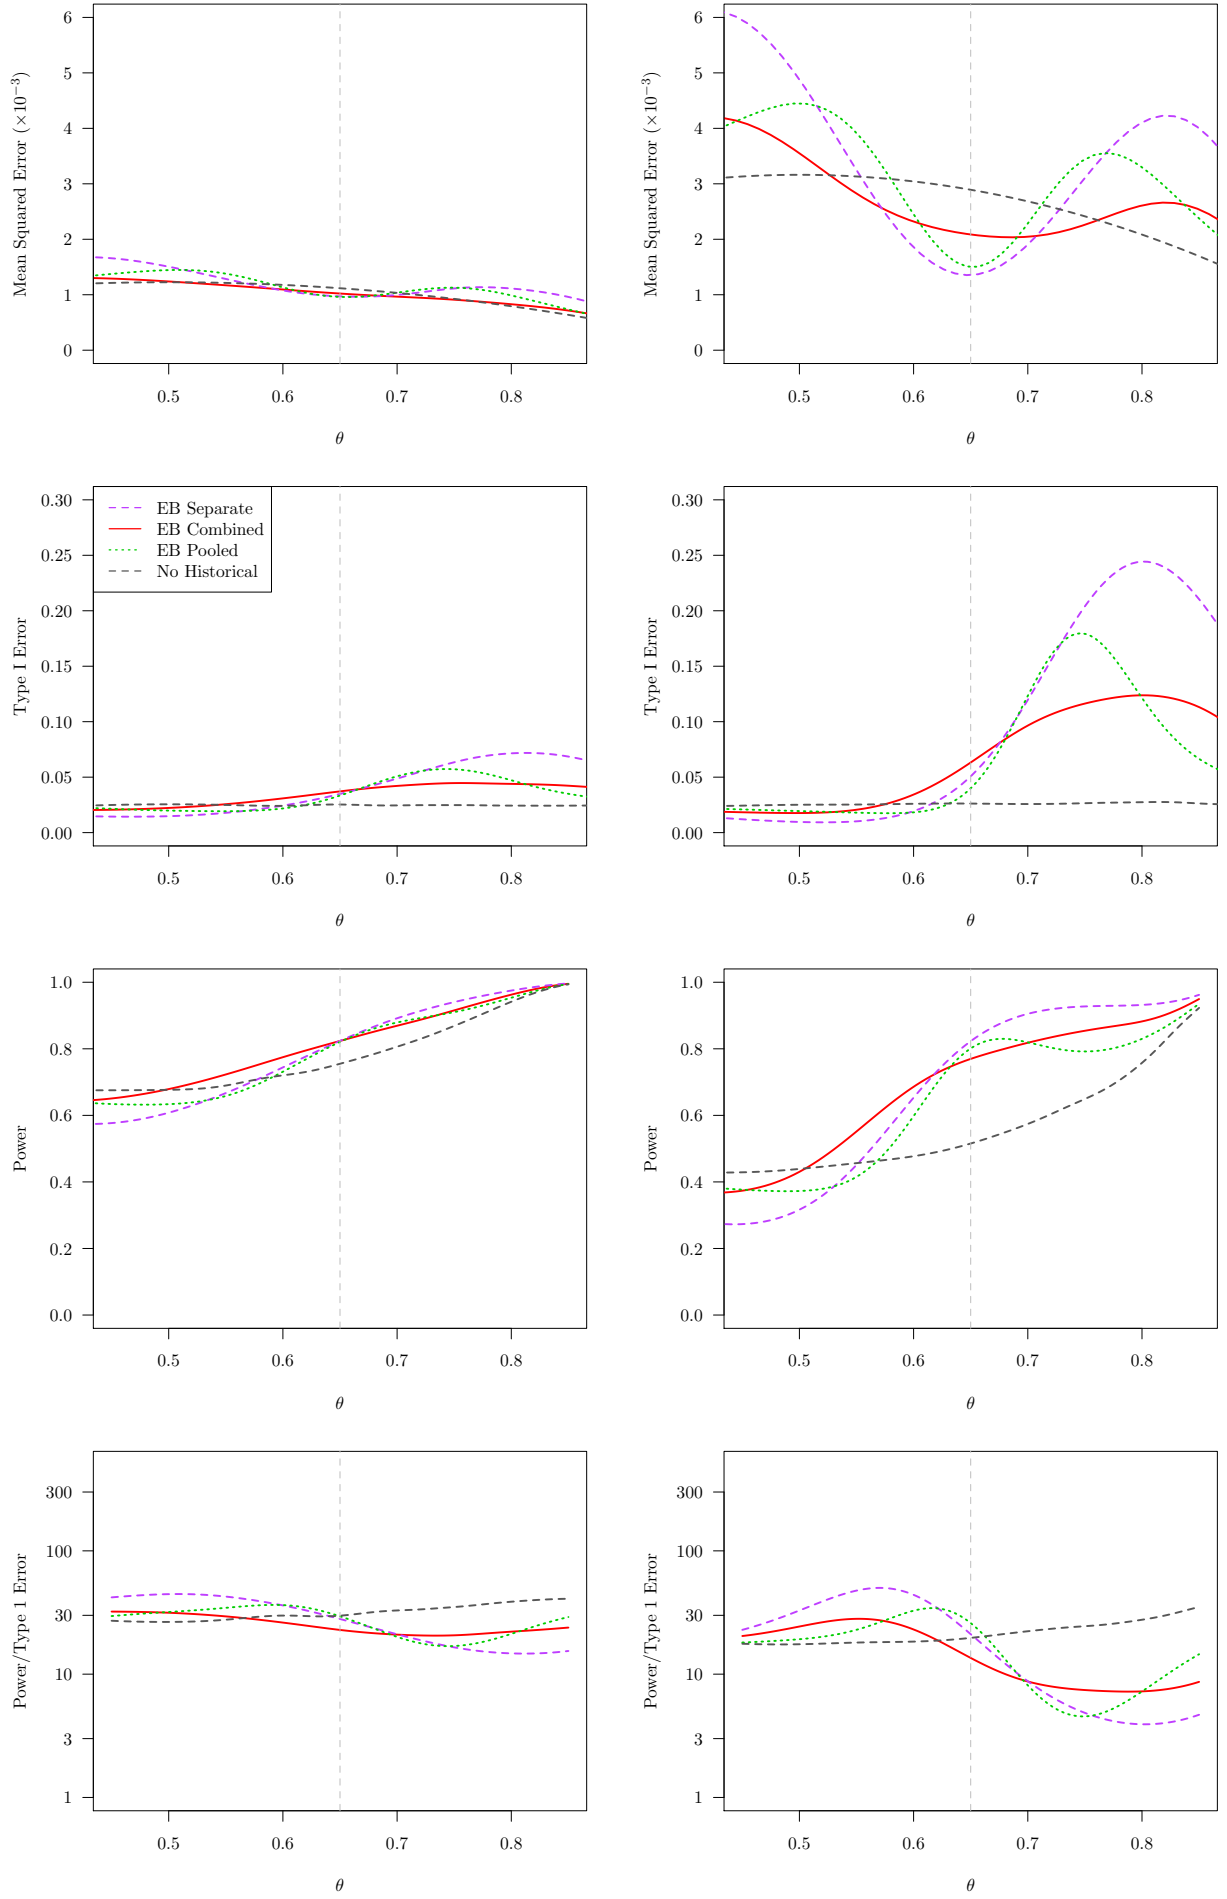 Mean Squared Error (×10⁻³)
6
5
4
3
2
1
0
0.5 0.6 0.7 0.8
θ
Mean Squared Error (×10⁻³)
6
5
4
3
2
1
0
0.5 0.6 0.7 0.8
θ
Type I Error
0.30
0.25
0.20
0.15
0.10
0.05
0.00
EB Separate
EB Combined
EB Pooled
No Historical
0.5 0.6 0.7 0.8
θ
Type I Error
0.30
0.25
0.20
0.15
0.10
0.05
0.00
0.5 0.6 0.7 0.8
θ
Power
1.0
0.8
0.6
0.4
0.2
0.0
0.5 0.6 0.7 0.8
θ
Power
1.0
0.8
0.6
0.4
0.2
0.0
0.5 0.6 0.7 0.8
θ
Power/Type 1 Error
300
100
30
10
3
1
0.5 0.6 0.7 0.8
θ
Power/Type 1 Error
300
100
30
10
3
1
0.5 0.6 0.7 0.8
θ